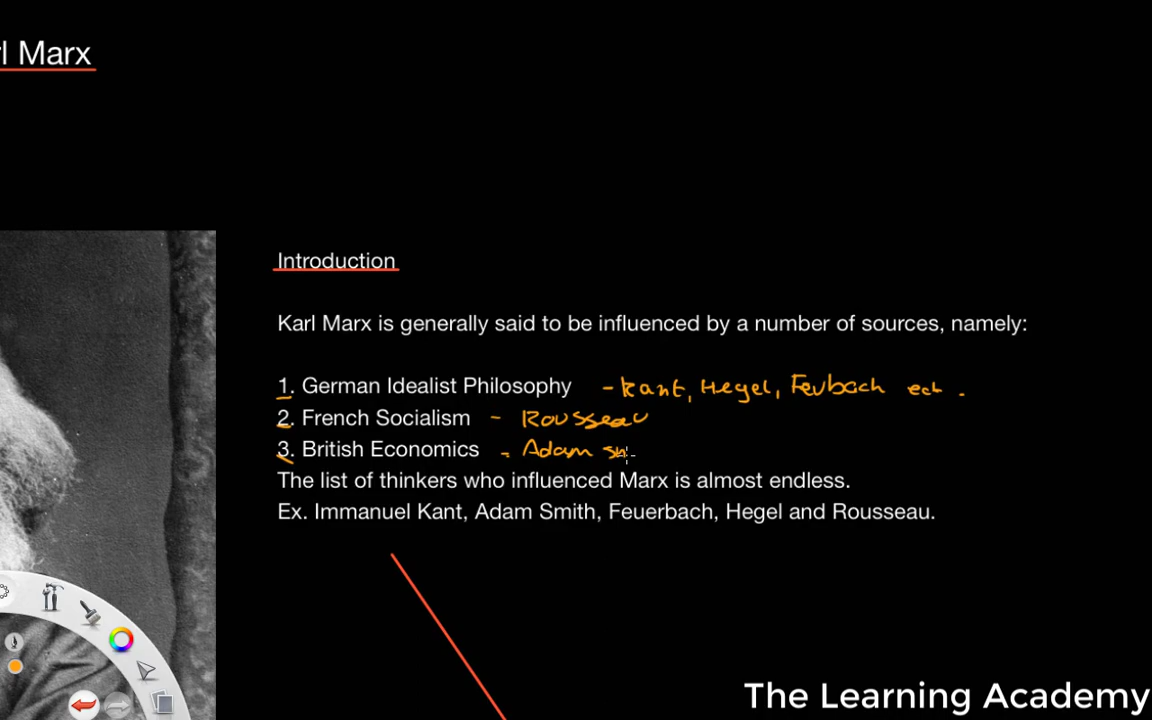 l Marx
Introduction
Karl Marx is generally said to be influenced by a number of sources, namely:
1. German Idealist Philosophy - Kant, Hegel, Feubach ech.
2. French Socialism - Rousseau
3. British Economics - Adam sm
The list of thinkers who influenced Marx is almost endless.
Ex. Immanuel Kant, Adam Smith, Feuerbach, Hegel and Rousseau.
The Learning Academy